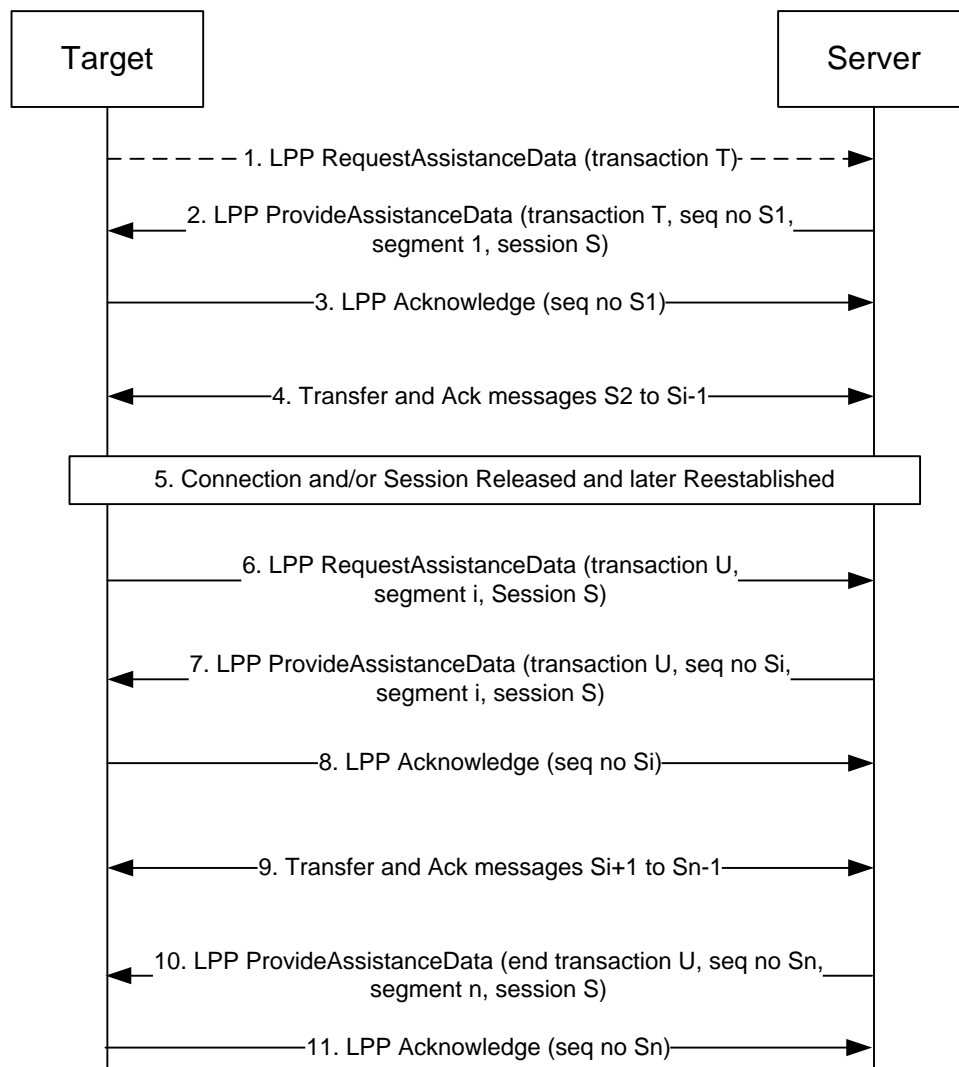 Target
Server
1. LPP RequestAssistanceData (transaction T)
2. LPP ProvideAssistanceData (transaction T, seq no S1,
segment 1, session S)
3. LPP Acknowledge (seq no S1)
4. Transfer and Ack messages S2 to Si-1
5. Connection and/or Session Released and later Reestablished
6. LPP RequestAssistanceData (transaction U,
segment i, Session S)
7. LPP ProvideAssistanceData (transaction U, seq no Si,
segment i, session S)
8. LPP Acknowledge (seq no Si)
9. Transfer and Ack messages Si+1 to Sn-1
10. LPP ProvideAssistanceData (end transaction U, seq no Sn,
segment n, session S)
11. LPP Acknowledge (seq no Sn)